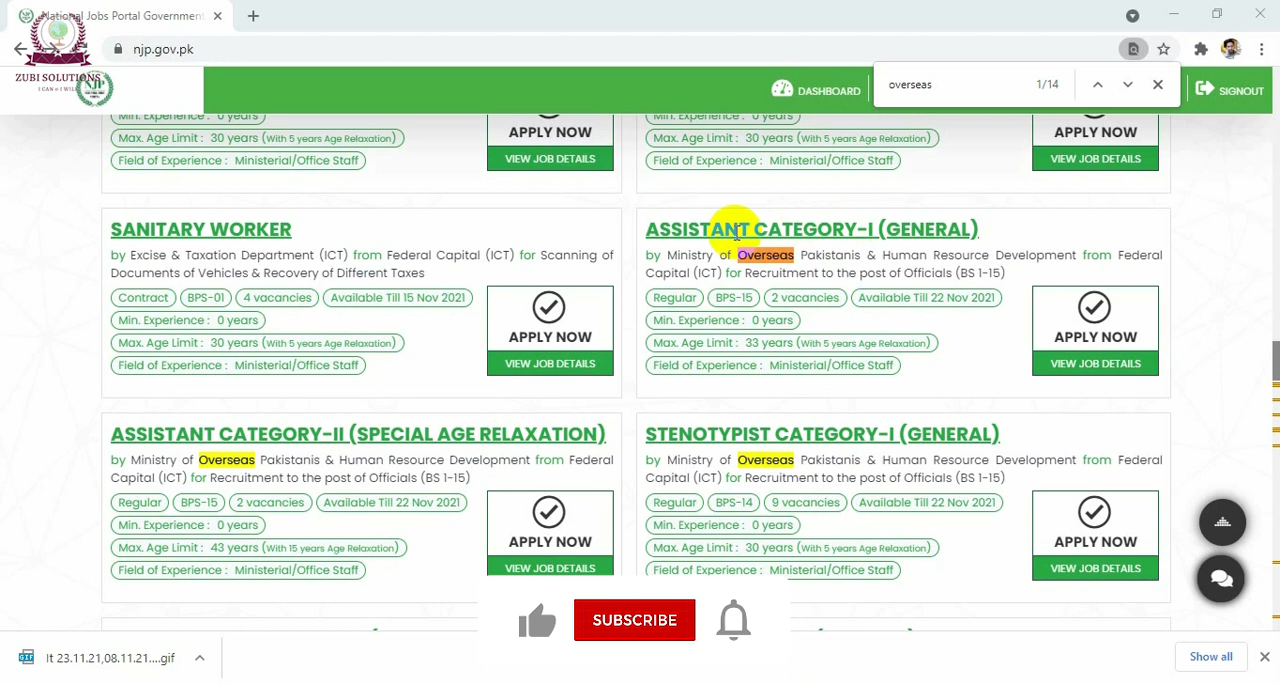 National Jobs Portal Government
njp.gov.pk
overseas 1/14
ZUBI SOLUTIONS
NJP
DASHBOARD
SIGNOUT
Min. Experience : 0 years
Max. Age Limit : 30 years (With 5 years Age Relaxation)
Field of Experience : Ministerial/Office Staff
APPLY NOW
VIEW JOB DETAILS
Min. Experience : 0 years
Max. Age Limit : 30 years (With 5 years Age Relaxation)
Field of Experience : Ministerial/Office Staff
APPLY NOW
VIEW JOB DETAILS
SANITARY WORKER
by Excise & Taxation Department (ICT) from Federal Capital (ICT) for Scanning of
Documents of Vehicles & Recovery of Different Taxes
Contract BPS-01 4 vacancies Available Till 15 Nov 2021
Min. Experience : 0 years
Max. Age Limit : 30 years (With 5 years Age Relaxation)
Field of Experience : Ministerial/Office Staff
APPLY NOW
VIEW JOB DETAILS
ASSISTANT CATEGORY-I (GENERAL)
by Ministry of Overseas Pakistanis & Human Resource Development from Federal
Capital (ICT) for Recruitment to the post of Officials (BS 1-15)
Regular BPS-15 2 vacancies Available Till 22 Nov 2021
Min. Experience : 0 years
Max. Age Limit : 33 years (With 5 years Age Relaxation)
Field of Experience : Ministerial/Office Staff
APPLY NOW
VIEW JOB DETAILS
ASSISTANT CATEGORY-II (SPECIAL AGE RELAXATION)
by Ministry of Overseas Pakistanis & Human Resource Development from Federal
Capital (ICT) for Recruitment to the post of Officials (BS 1-15)
Regular BPS-15 2 vacancies Available Till 22 Nov 2021
Min. Experience : 0 years
Max. Age Limit : 43 years (With 15 years Age Relaxation)
Field of Experience : Ministerial/Office Staff
APPLY NOW
VIEW JOB DETAILS
STENOTYPIST CATEGORY-I (GENERAL)
by Ministry of Overseas Pakistanis & Human Resource Development from Federal
Capital (ICT) for Recruitment to the post of Officials (BS 1-15)
Regular BPS-14 9 vacancies Available Till 22 Nov 2021
Min. Experience : 0 years
Max. Age Limit : 30 years (With 5 years Age Relaxation)
Field of Experience : Ministerial/Office Staff
APPLY NOW
VIEW JOB DETAILS
SUBSCRIBE
GIF
It 23.11.21,08.11.21....gif
Show all